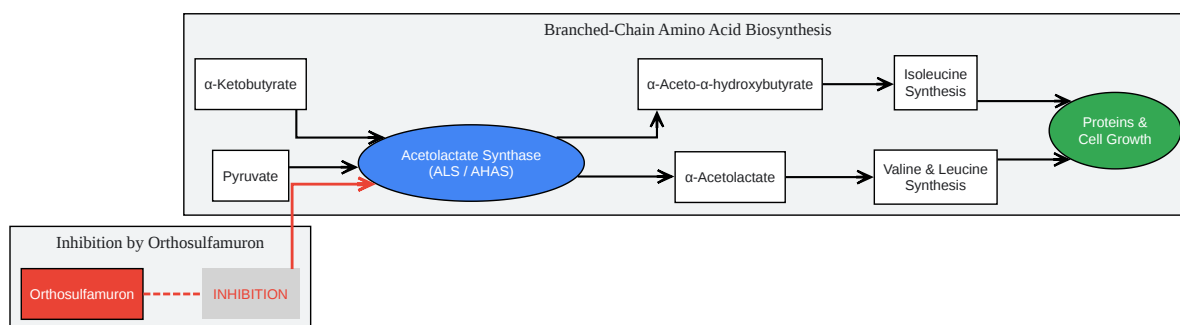 Branched-Chain Amino Acid Biosynthesis
α-Ketobutyrate
α-Aceto-α-hydroxybutyrate
Isoleucine
Synthesis
Proteins &
Cell Growth
Acetolactate Synthase
(ALS / AHAS)
Pyruvate
α-Acetolactate
Valine & Leucine
Synthesis
Inhibition by Orthosulfamuron
Orthosulfamuron
INHIBITION